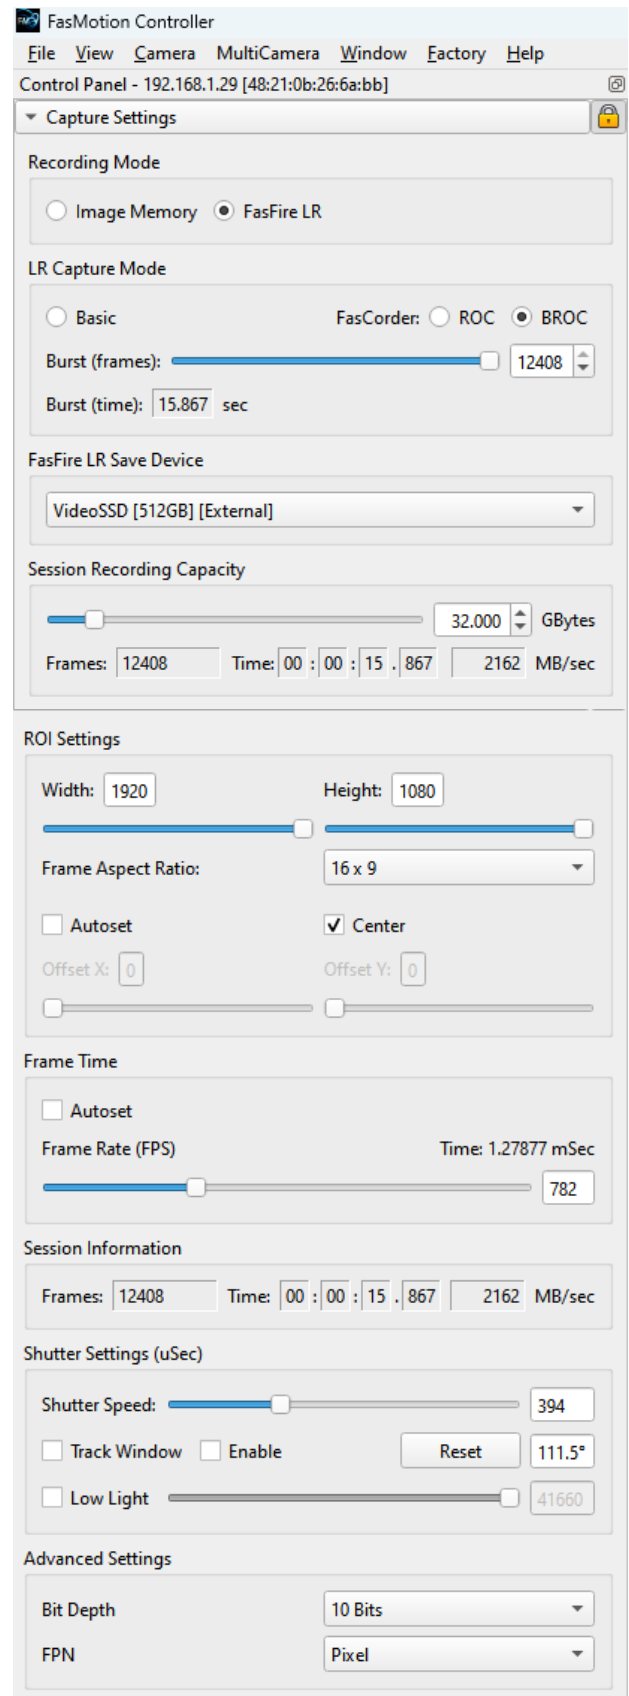 FasMotion Controller
File View Camera MultiCamera Window Factory Help
Control Panel - 192.168.1.29 [48:21:0b:26:6a:bb]
Capture Settings
Recording Mode
Image Memory FasFire LR
LR Capture Mode
Basic FasCorder: ROC BROC
Burst (frames): 12408
Burst (time): 15.867 sec
FasFire LR Save Device
VideoSSD [512GB] [External]
Session Recording Capacity
32.000 GBytes
Frames: 12408 Time: 00 : 00 : 15 . 867 2162 MB/sec
ROI Settings
Width: 1920 Height: 1080
Frame Aspect Ratio: 16 x 9
Autoset Center
Offset X: 0 Offset Y: 0
Frame Time
Autoset
Frame Rate (FPS) Time: 1.27877 mSec
782
Session Information
Frames: 12408 Time: 00 : 00 : 15 . 867 2162 MB/sec
Shutter Settings (uSec)
Shutter Speed: 394
Track Window Enable Reset 111.5°
Low Light 41660
Advanced Settings
Bit Depth 10 Bits
FPN Pixel